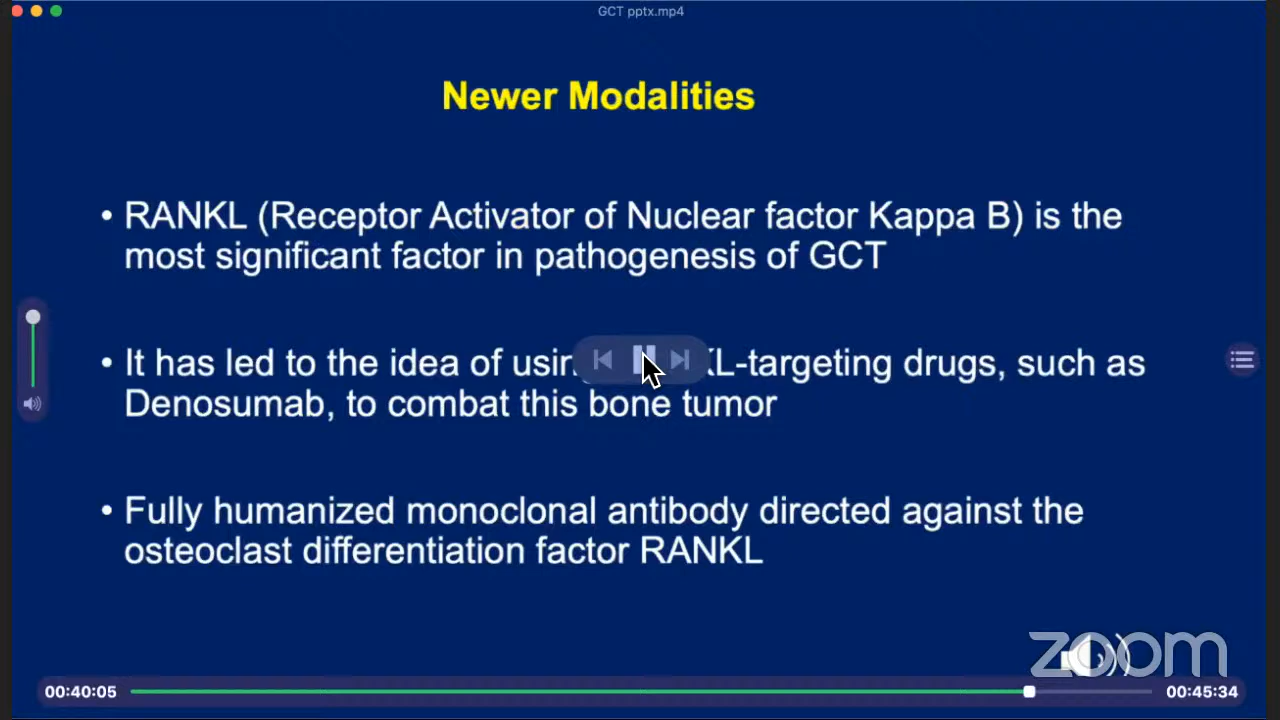 GCT pptx.mp4
Newer Modalities
• RANKL (Receptor Activator of Nuclear factor Kappa B) is the
most significant factor in pathogenesis of GCT
• It has led to the idea of KL-targeting drugs, such as
Denosumab, to combat this bone tumor
• Fully humanized monoclonal antibody directed against the
osteoclast differentiation factor RANKL
zoom
00:40:05
00:45:34